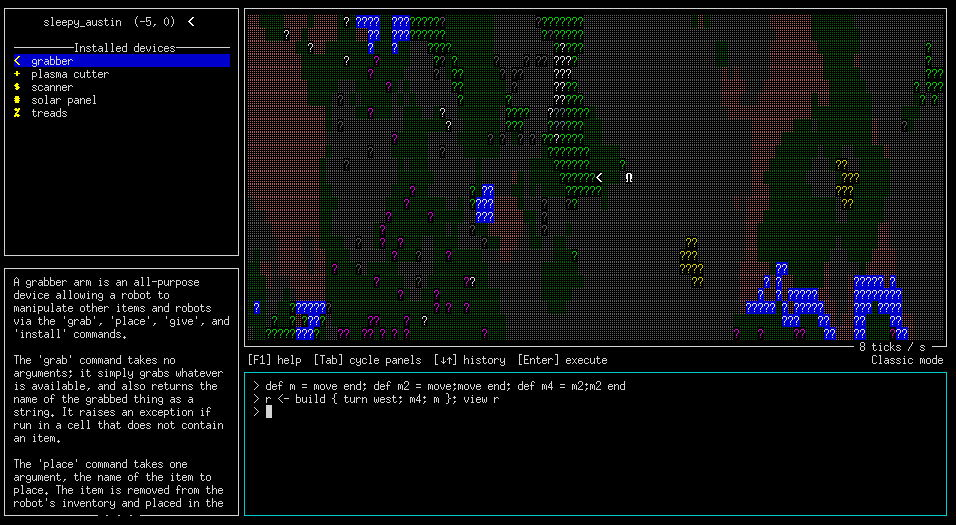 sleepy_austin (-5, 0) <
Installed devices
< grabber
+ plasma cutter
$ scanner
# solar panel
% treads
A grabber arm is an all-purpose
device allowing a robot to
manipulate other items and robots
via the 'grab', 'place', 'give', and
'install' commands.
The 'grab' command takes no
arguments; it simply grabs whatever
is available, and also returns the
name of the grabbed thing as a
string. It raises an exception if
run in a cell that does not contain
an item.
The 'place' command takes one
argument, the name of the item to
place. The item is removed from the
robot's inventory and placed in the
8 ticks / s
[F1] help [Tab] cycle panels [↓↑] history [Enter] execute
Classic mode
> def m = move end; def m2 = move;move end; def m4 = m2;m2 end
> r <- build { turn west; m4; m }; view r
>